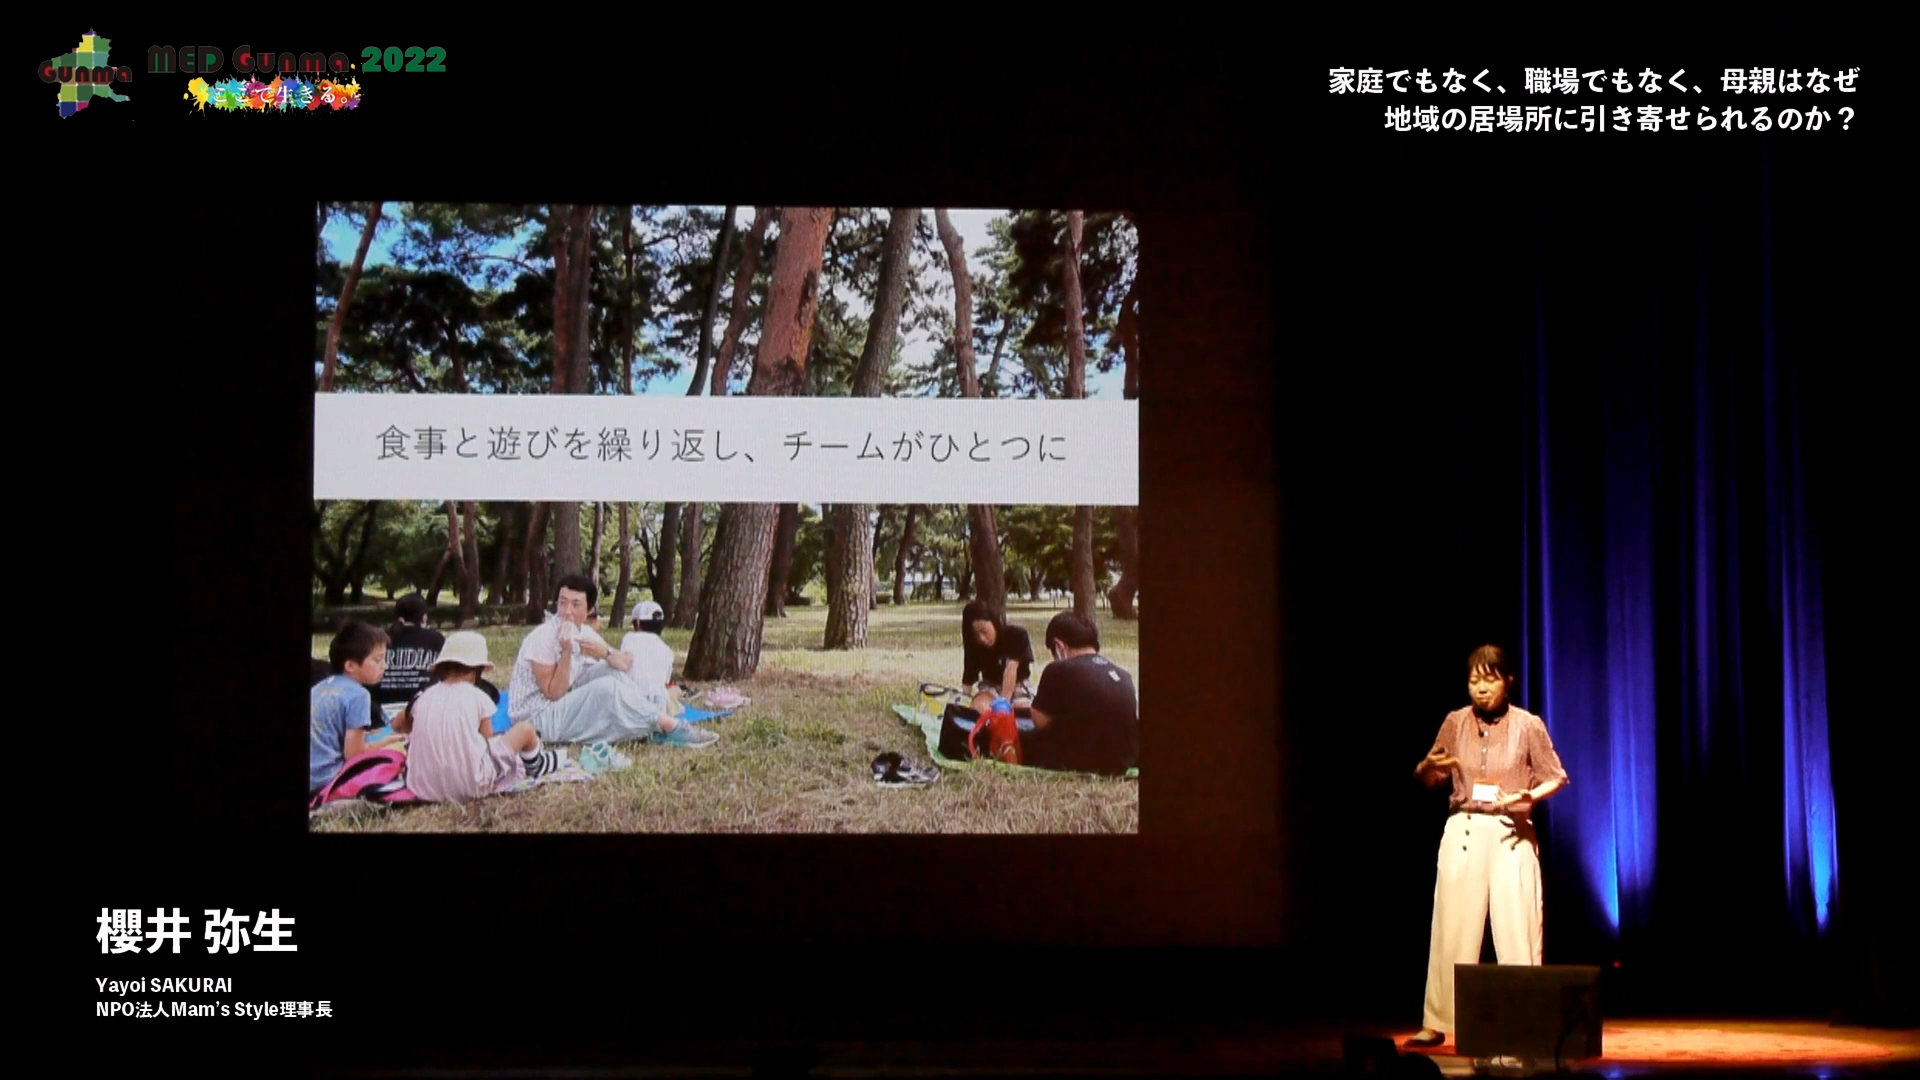 Gunma
MED Gunma 2022
ここで生きる。
家庭でもなく、職場でもなく、母親はなぜ
地域の居場所に引き寄せられるのか？
食事と遊びを繰り返し、チームがひとつに
RIDIA
櫻井 弥生
Yayoi SAKURAI
NPO法人Mam’s Style理事長